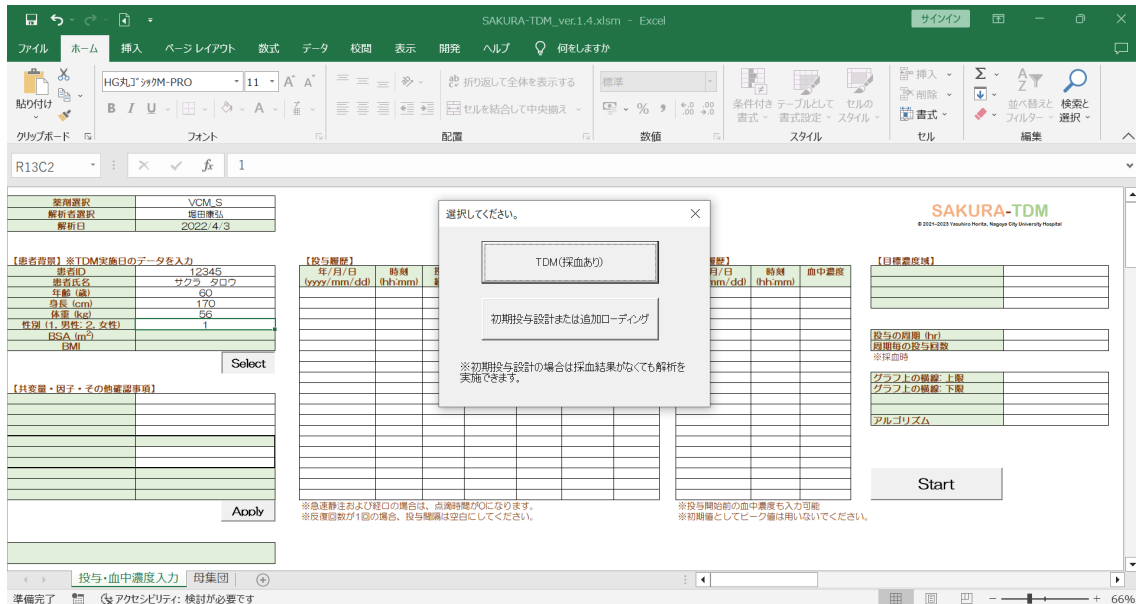 SAKURA-TDM_ver.1.4.xlsm - Excel
サインイン
ファイル ホーム 挿入 ページ レイアウト 数式 データ 校閲 表示 開発 ヘルプ 何をしますか
貼り付け
HG丸ｺﾞｼｯｸM-PRO 11
B I U
折り返して全体を表示する
セルを結合して中央揃え
標準
条件付き書式
テーブルとして書式設定
セルのスタイル
挿入
削除
書式
並べ替えとフィルター
検索と選択
クリップボード フォント 配置 数値 スタイル セル 編集
R13C2 fx 1
薬剤選択 VCM_S
解析者選択 堀田康弘
解析日 2022/4/3
SAKURA-TDM
© 2021-2023 Yasuhiro Horita, Nagoya City University Hospital
【患者背景】※TDM実施日のデータを入力
患者ID 12345
患者氏名 サクラ タロウ
年齢 (歳) 60
身長 (cm) 170
体重 (kg) 56
性別 (1, 男性: 2, 女性) 1
BSA (m2)
BMI
Select
【共変量・因子・その他確認事項】
Apply
【投与履歴】
年/月/日 時刻
(yyyy/mm/dd) (hh:mm)
※急速静注および経口の場合は、点滴時間が0になります。
※反復回数が1回の場合、投与間隔は空白にしてください。
選択してください。
TDM(採血あり)
初期投与設計または追加ローディング
※初期投与設計の場合は採血結果がなくても解析を
実施できます。
履歴】
月/日 時刻 血中濃度
mm/dd) (hh:mm)
※投与開始前の血中濃度も入力可能
※初期値としてピーク値は用いないでください。
【目標濃度域】
投与の周期 (hr)
周期毎の投与回数
※採血時
グラフ上の横線: 上限
グラフ上の横線: 下限
アルゴリズム
Start
投与・血中濃度入力 母集団
準備完了 アクセシビリティ: 検討が必要です 66%